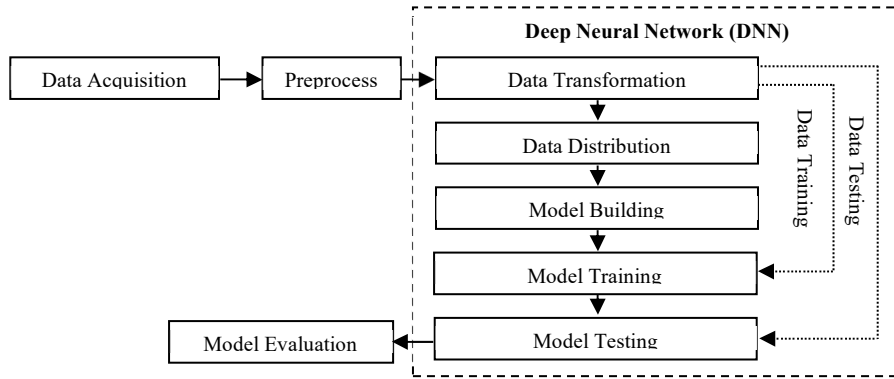 Deep Neural Network (DNN)
Data Acquisition
Preprocess
Data Transformation
Data Distribution
Model Building
Model Training
Model Testing
Model Evaluation
Data Training
Data Testing